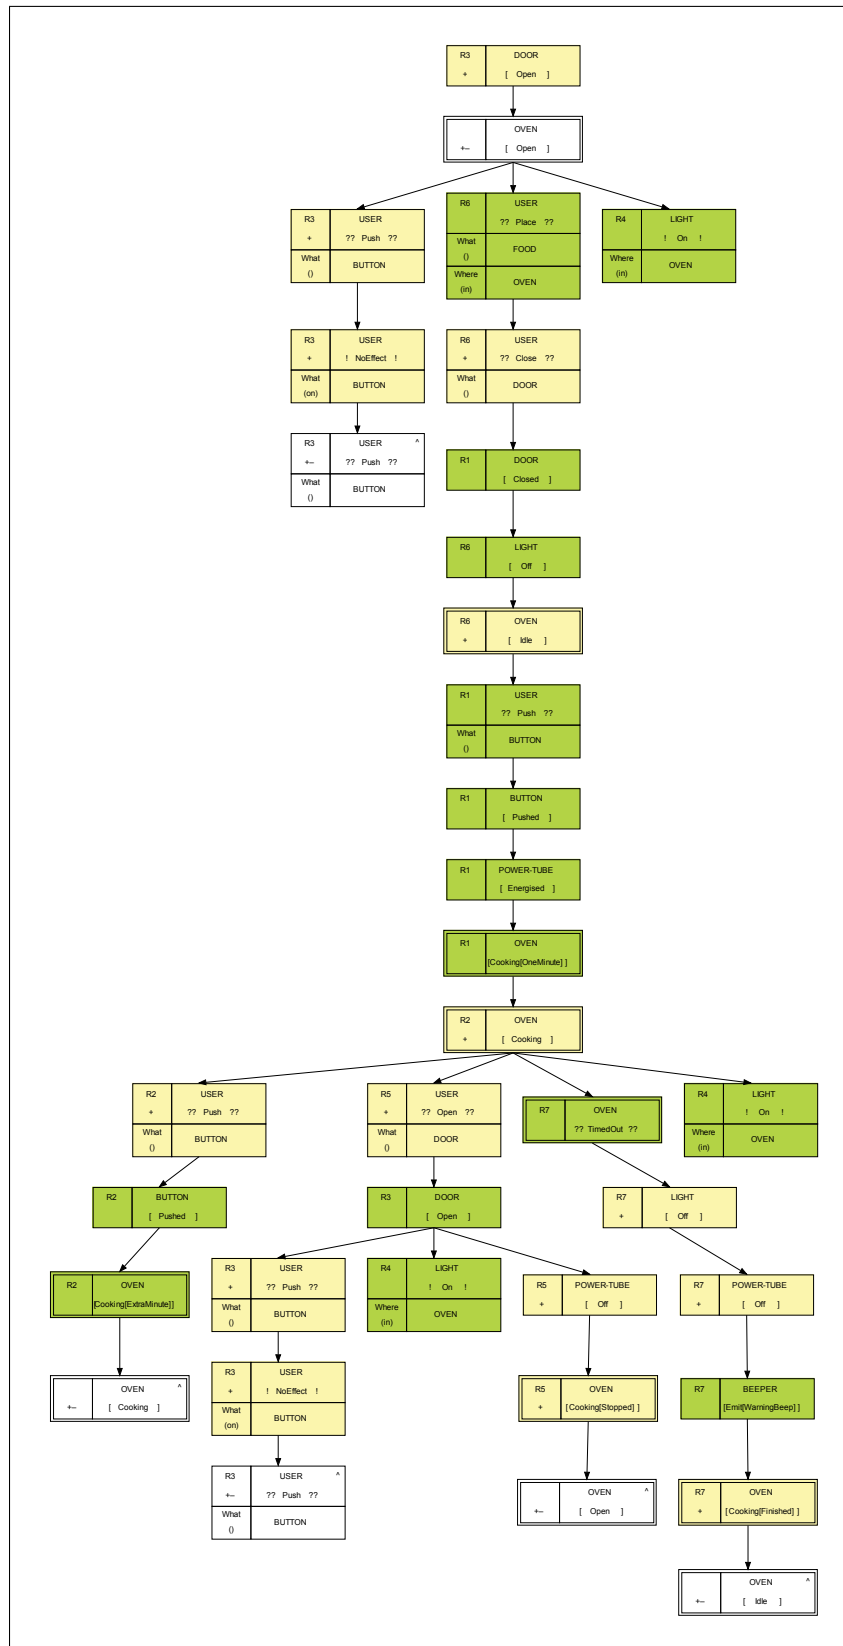 R3 DOOR
+ [ Open ]
OVEN
+– [ Open ]
R3 USER
+ ?? Push ??
What
() BUTTON
R6 USER
?? Place ??
What
() FOOD
Where
(in) OVEN
R4 LIGHT
! On !
Where
(in) OVEN
R3 USER
+ ! NoEffect !
What
(on) BUTTON
R6 USER
+ ?? Close ??
What
() DOOR
R3 USER ^
+– ?? Push ??
What
() BUTTON
R1 DOOR
[ Closed ]
R6 LIGHT
[ Off ]
R6 OVEN
+ [ Idle ]
R1 USER
?? Push ??
What
() BUTTON
R1 BUTTON
[ Pushed ]
R1 POWER-TUBE
[ Energised ]
R1 OVEN
[Cooking[OneMinute] ]
R2 OVEN
+ [ Cooking ]
R2 USER
+ ?? Push ??
What
() BUTTON
R5 USER
+ ?? Open ??
What
() DOOR
R7 OVEN
?? TimedOut ??
R4 LIGHT
! On !
Where
(in) OVEN
R2 BUTTON
[ Pushed ]
R3 DOOR
[ Open ]
R7 LIGHT
+ [ Off ]
R2 OVEN
[Cooking[ExtraMinute] ]
R3 USER
+ ?? Push ??
What
() BUTTON
R4 LIGHT
! On !
Where
(in) OVEN
R5 POWER-TUBE
+ [ Off ]
R7 POWER-TUBE
+ [ Off ]
OVEN ^
+– [ Cooking ]
R3 USER
+ ! NoEffect !
What
(on) BUTTON
R5 OVEN
+ [Cooking[Stopped] ]
R7 BEEPER
[Emit[WarningBeep] ]
R3 USER ^
+– ?? Push ??
What
() BUTTON
OVEN ^
+– [ Open ]
R7 OVEN
+ [Cooking[Finished] ]
OVEN ^
+– [ Idle ]